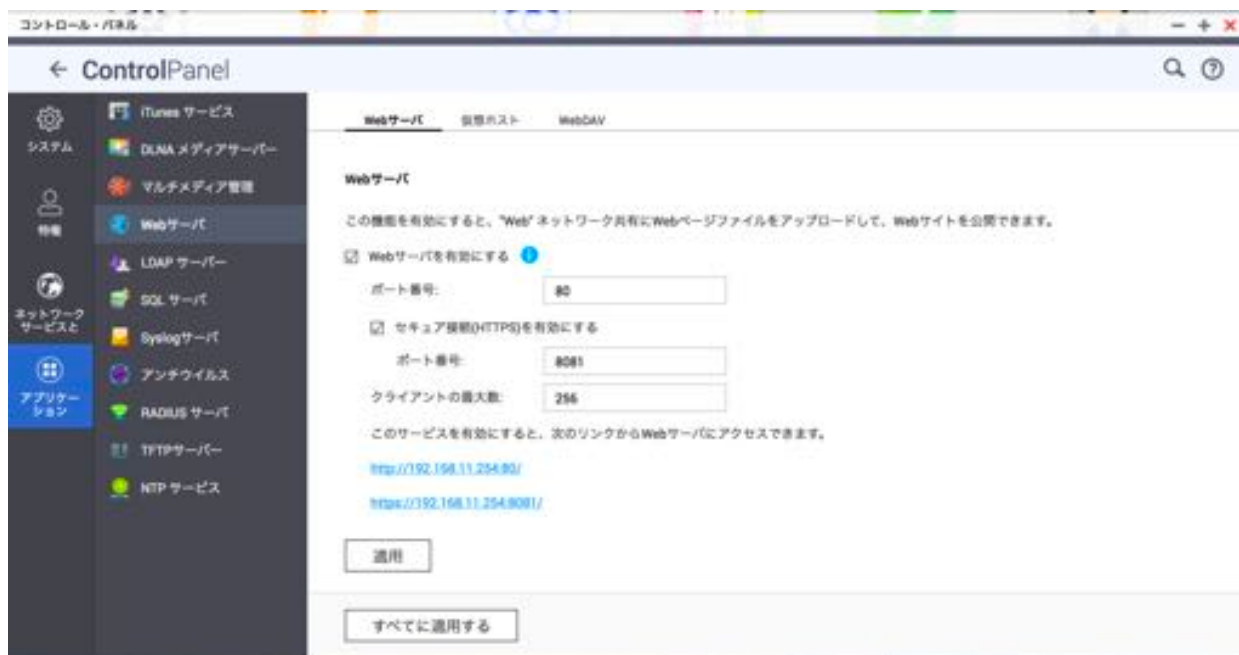 コントロール・パネル
ControlPanel
システム
特権
ネットワーク
サービスと
アプリケー
ション
iTunes サービス
DLNA メディアサーバー
マルチメディア管理
Webサーバ
LDAP サーバー
SQL サーバ
Syslogサーバ
アンチウイルス
RADIUS サーバ
TFTPサーバー
NTP サービス
Webサーバ 仮想ホスト WebDAV
Webサーバ
この機能を有効にすると、"Web" ネットワーク共有にWebページファイルをアップロードして、Webサイトを公開できます。
Webサーバを有効にする
ポート番号: 80
セキュア接続(HTTPS)を有効にする
ポート番号: 8081
クライアントの最大数: 256
このサービスを有効にすると、次のリンクからWebサーバにアクセスできます。
http://192.168.11.254:80/
https://192.168.11.254:8081/
適用
すべてに適用する